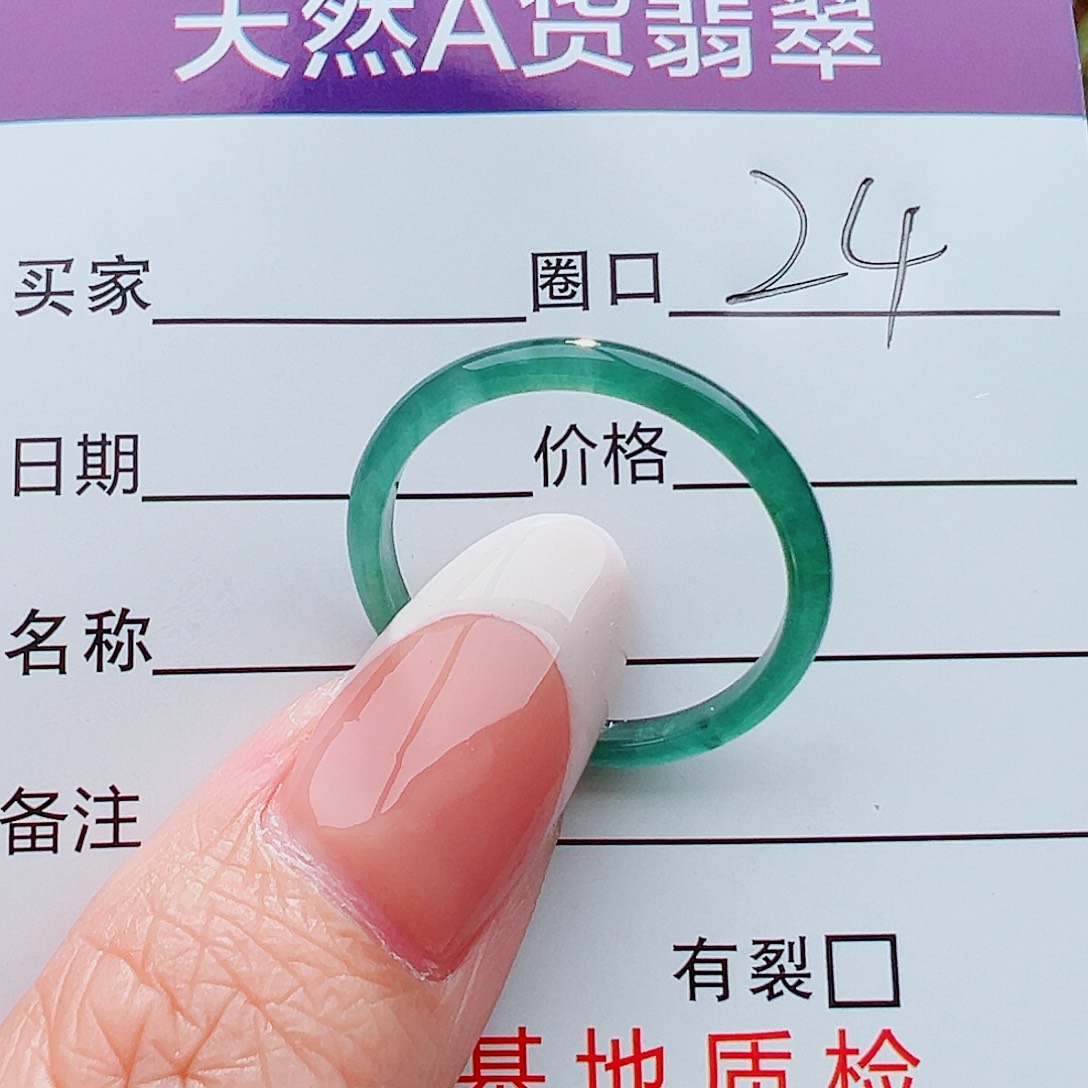 天然A货翡翠
买家 圈口 24
日期 价格
名称
备注
有裂
基地质检